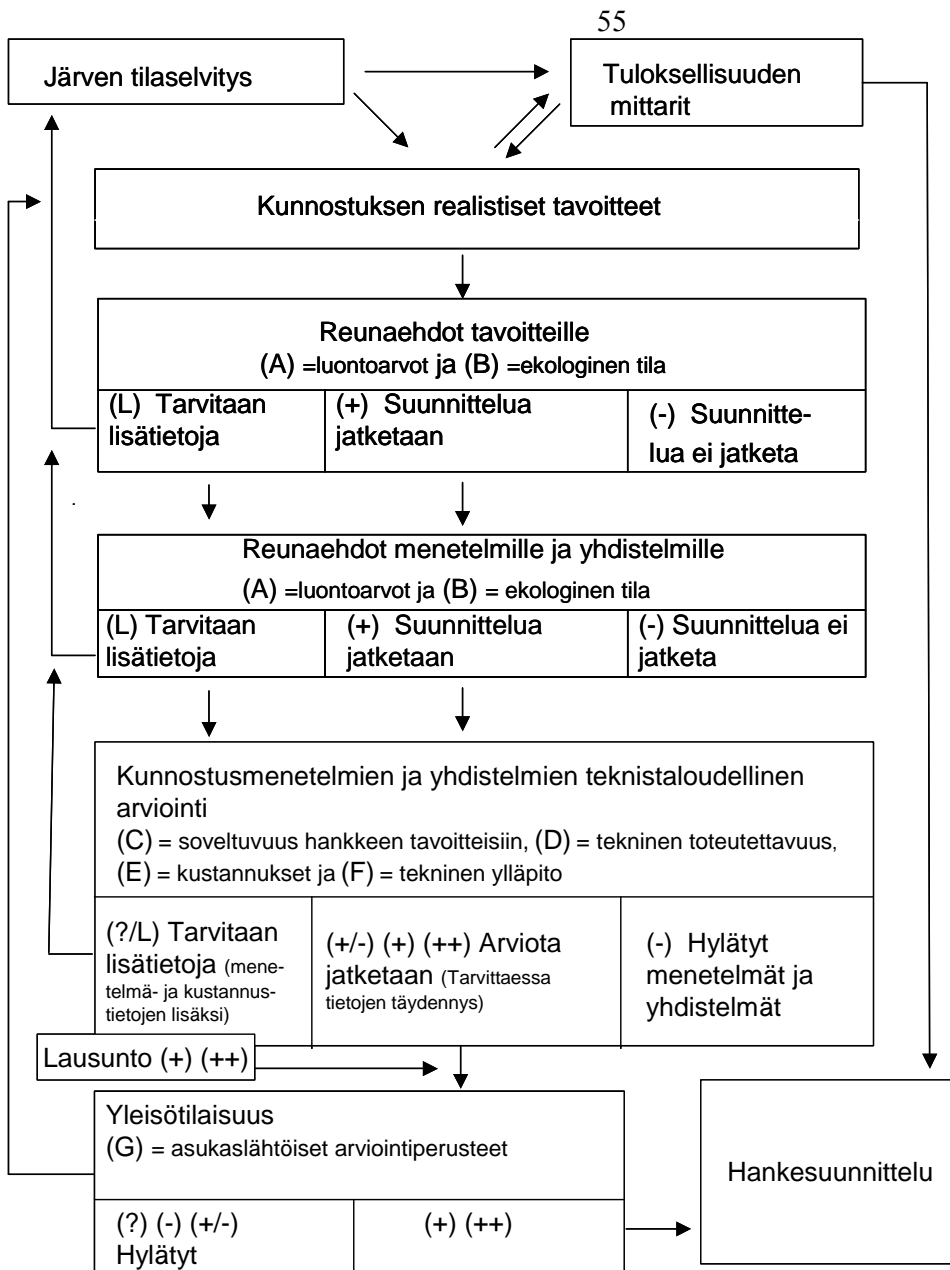 55
Järven tilaselvitys
Tuloksellisuuden
mittarit
Kunnostuksen realistiset tavoitteet
Reunaehdot tavoitteille
(A) =luontoarvot ja (B) =ekologinen tila
(L) Tarvitaan
lisätietoja
(+) Suunnittelua
jatketaan
(-) Suunnitte-
lua ei jatketa
Reunaehdot menetelmille ja yhdistelmille
(A) =luontoarvot ja (B) = ekologinen tila
(L) Tarvitaan
lisätietoja
(+) Suunnittelua
jatketaan
(-) Suunnittelua ei
jatketa
Kunnostusmenetelmien ja yhdistelmien teknistaloudellinen
arviointi
(C) = soveltuvuus hankkeen tavoitteisiin, (D) = tekninen toteutettavuus,
(E) = kustannukset ja (F) = tekninen ylläpito
(?/L) Tarvitaan
lisätietoja (mene-
telmä- ja kustannus-
tietojen lisäksi)
(+/-) (+) (++) Arviota
jatketaan (Tarvittaessa
tietojen täydennys)
(-) Hylätyt
menetelmät ja
yhdistelmät
Lausunto (+) (++)
Yleisötilaisuus
(G) = asukaslähtöiset arviointiperusteet
(?) (-) (+/-)
Hylätyt
(+) (++)
Hankesuunnittelu